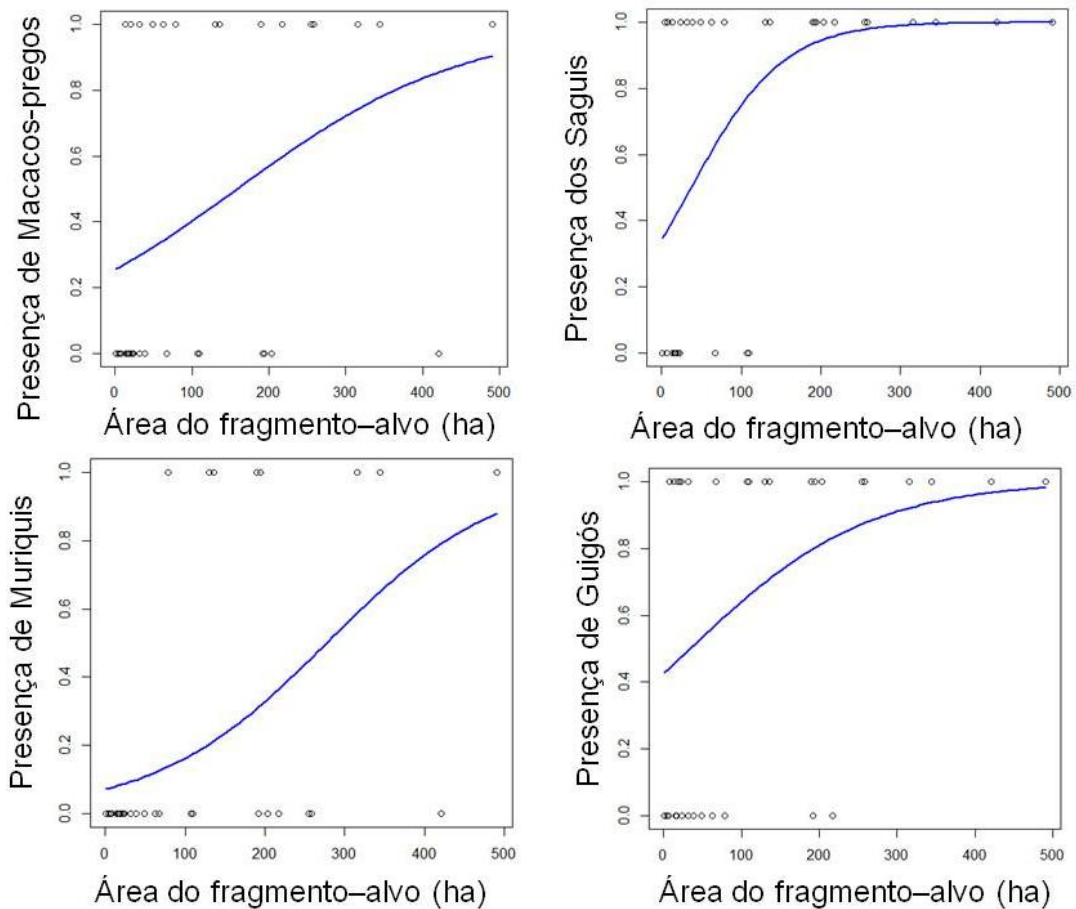 Presença de Macacos-pregos
1.0
0.8
0.6
0.4
0.2
0.0
0 100 200 300 400 500
Área do fragmento–alvo (ha)
Presença dos Saguis
1.0
0.8
0.6
0.4
0.2
0.0
0 100 200 300 400 500
Área do fragmento–alvo (ha)
Presença de Muriquis
1.0
0.8
0.6
0.4
0.2
0.0
0 100 200 300 400 500
Área do fragmento–alvo (ha)
Presença de Guigós
1.0
0.8
0.6
0.4
0.2
0.0
0 100 200 300 400 500
Área do fragmento–alvo (ha)